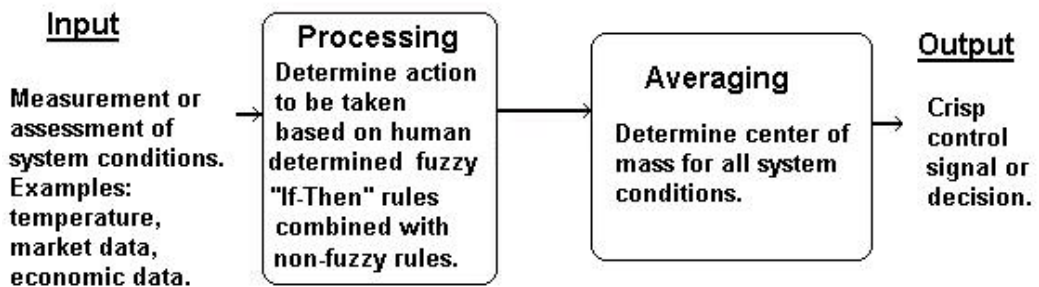 Input
Measurement or
assessment of
system conditions.
Examples:
temperature,
market data,
economic data.
Processing
Determine action
to be taken
based on human
determined fuzzy
"If-Then" rules
combined with
non-fuzzy rules.
Averaging
Determine center of
mass for all system
conditions.
Output
Crisp
control
signal or
decision.